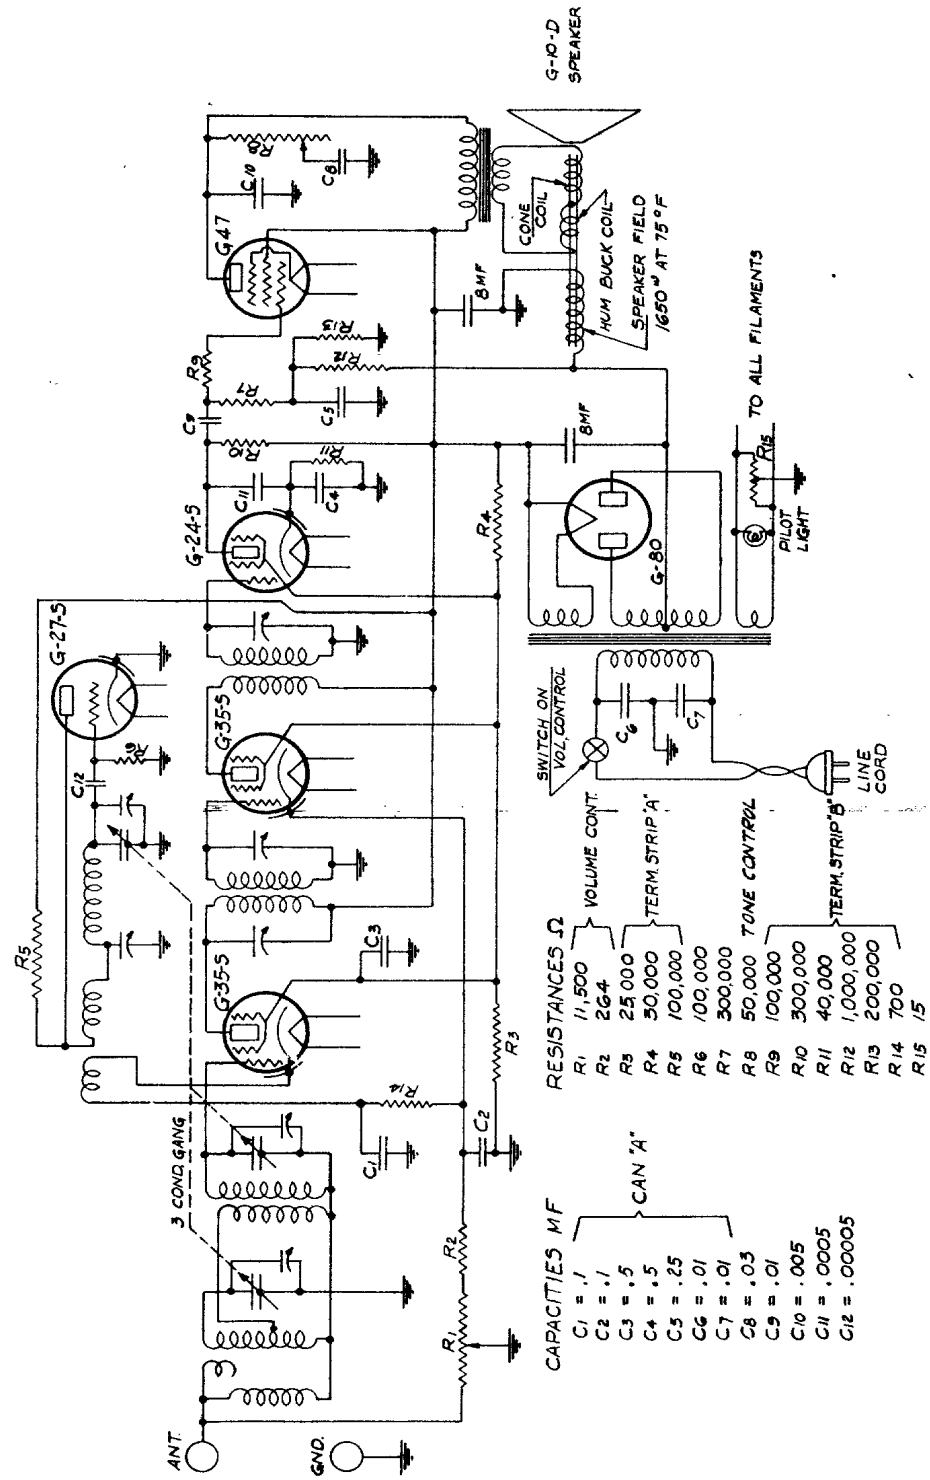 ANT.
GND.
3 COND. GANG
R5
G-27-S
C12
R6
G-35-S
G-35-S
G-24-S
G47
C9
R9
R7
R10
C11
C4
R11
C5
R12
R13
C10
R8
C8
C3
C1
R14
C2
R3
R4
R1
R2
8MF
8MF
G-80
CONE
COIL
HUM BUCK COIL
SPEAKER FIELD
1650ω AT 75°F
G-10-D
SPEAKER
TO ALL FILAMENTS
R15
PILOT
LIGHT
SWITCH ON
VOL. CONTROL
C6
C7
LINE
CORD
CAPACITIES MF
C1 = .1
C2 = .1
C3 = .5
C4 = .5
C5 = .25
C6 = .01
C7 = .01
CAN "A"
C8 = .03
C9 = .01
C10 = .005
C11 = .0005
C12 = .00005
RESISTANCES Ω
R1 11,500
R2 264
VOLUME CONT.
R3 25,000
R4 30,000
R5 100,000
TERM. STRIP "A"
R6 100,000
R7 300,000
R8 50,000 TONE CONTROL
R9 100,000
R10 300,000
R11 40,000
R12 1,000,000
R13 200,000
R14 700
TERM. STRIP "B"
R15 15